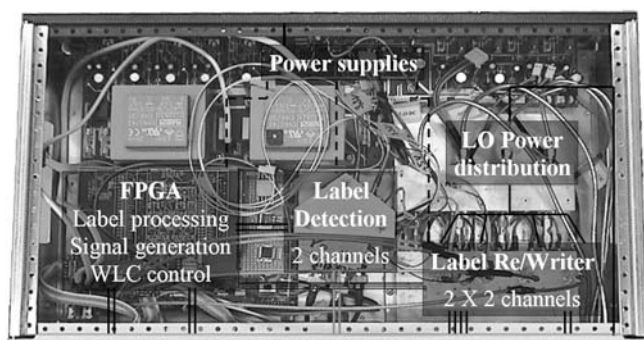 Power supplies
LO Power
distribution
FPGA
Label processing
Signal generation
WLC control
Label
Detection
2 channels
Label Re/Writer
2 X 2 channels